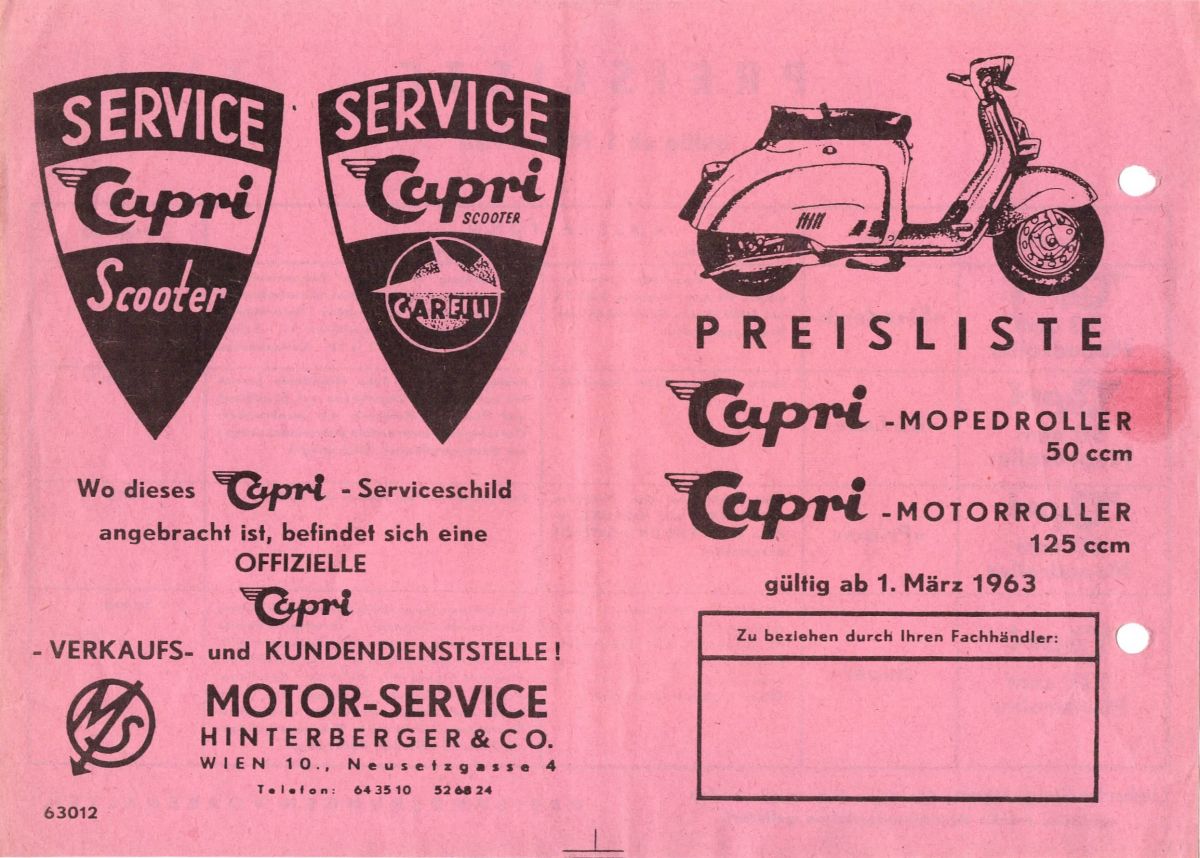 SERVICE
Capri
Scooter
SERVICE
Capri
SCOOTER
GARELLI
Wo dieses Capri - Serviceschild
angebracht ist, befindet sich eine
OFFIZIELLE
Capri
- VERKAUFS- und KUNDENDIENSTSTELLE!
MS
MOTOR-SERVICE
HINTERBERGER & CO.
WIEN 10., Neusetzgasse 4
Telefon: 643510 526824
63012
PREISLISTE
Capri -MOPEDROLLER
50 ccm
Capri -MOTORROLLER
125 ccm
gültig ab 1. März 1963
Zu beziehen durch Ihren Fachhändler: